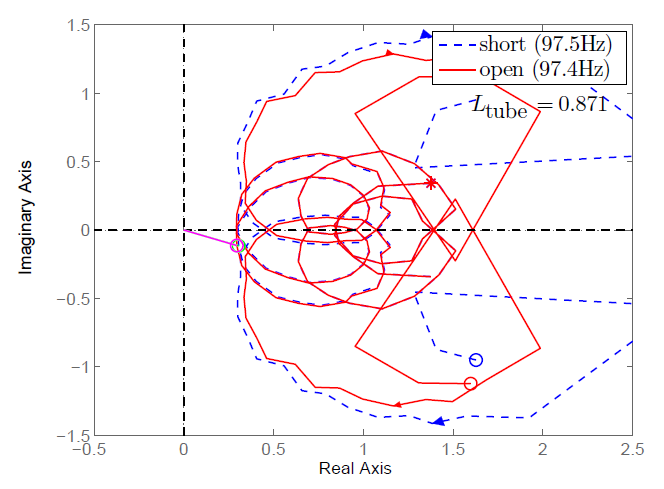 1.5
1
0.5
0
−0.5
−1
−1.5
−0.5
0
0.5
1
1.5
2
2.5
Imaginary Axis
Real Axis
short (97.5Hz)
open (97.4Hz)
Ltube = 0.871